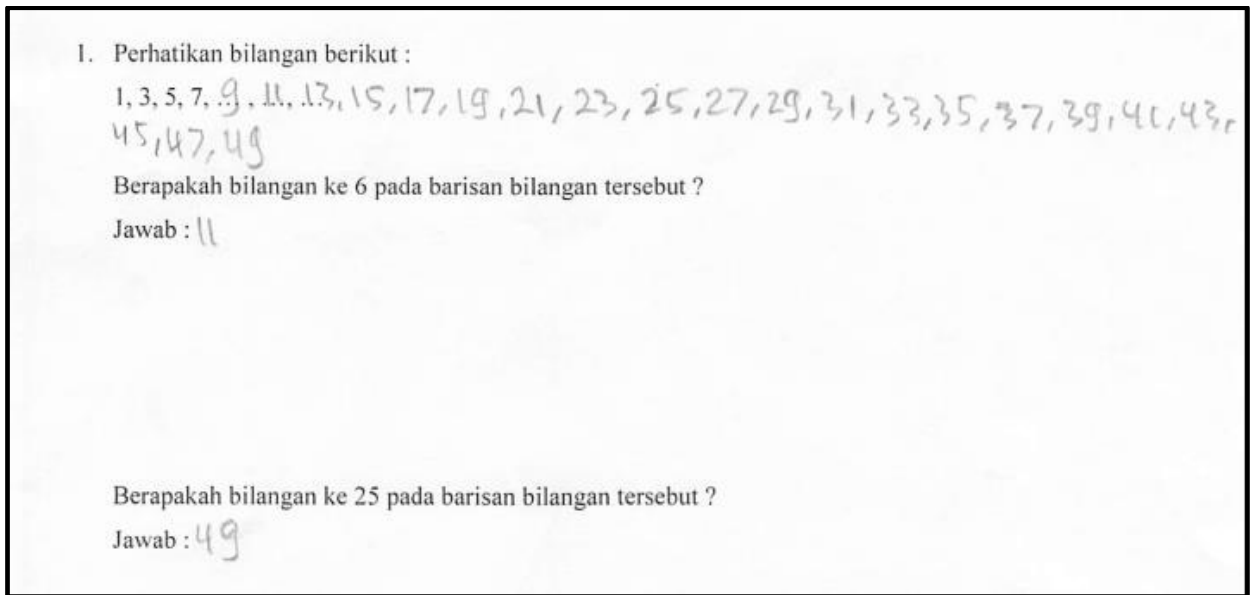 1. Perhatikan bilangan berikut :
1, 3, 5, 7, 9, 11, 13, 15, 17, 19, 21, 23, 25, 27, 29, 31, 33, 35, 37, 39, 41, 43,
45, 47, 49
Berapakah bilangan ke 6 pada barisan bilangan tersebut ?
Jawab : 11
Berapakah bilangan ke 25 pada barisan bilangan tersebut ?
Jawab : 49